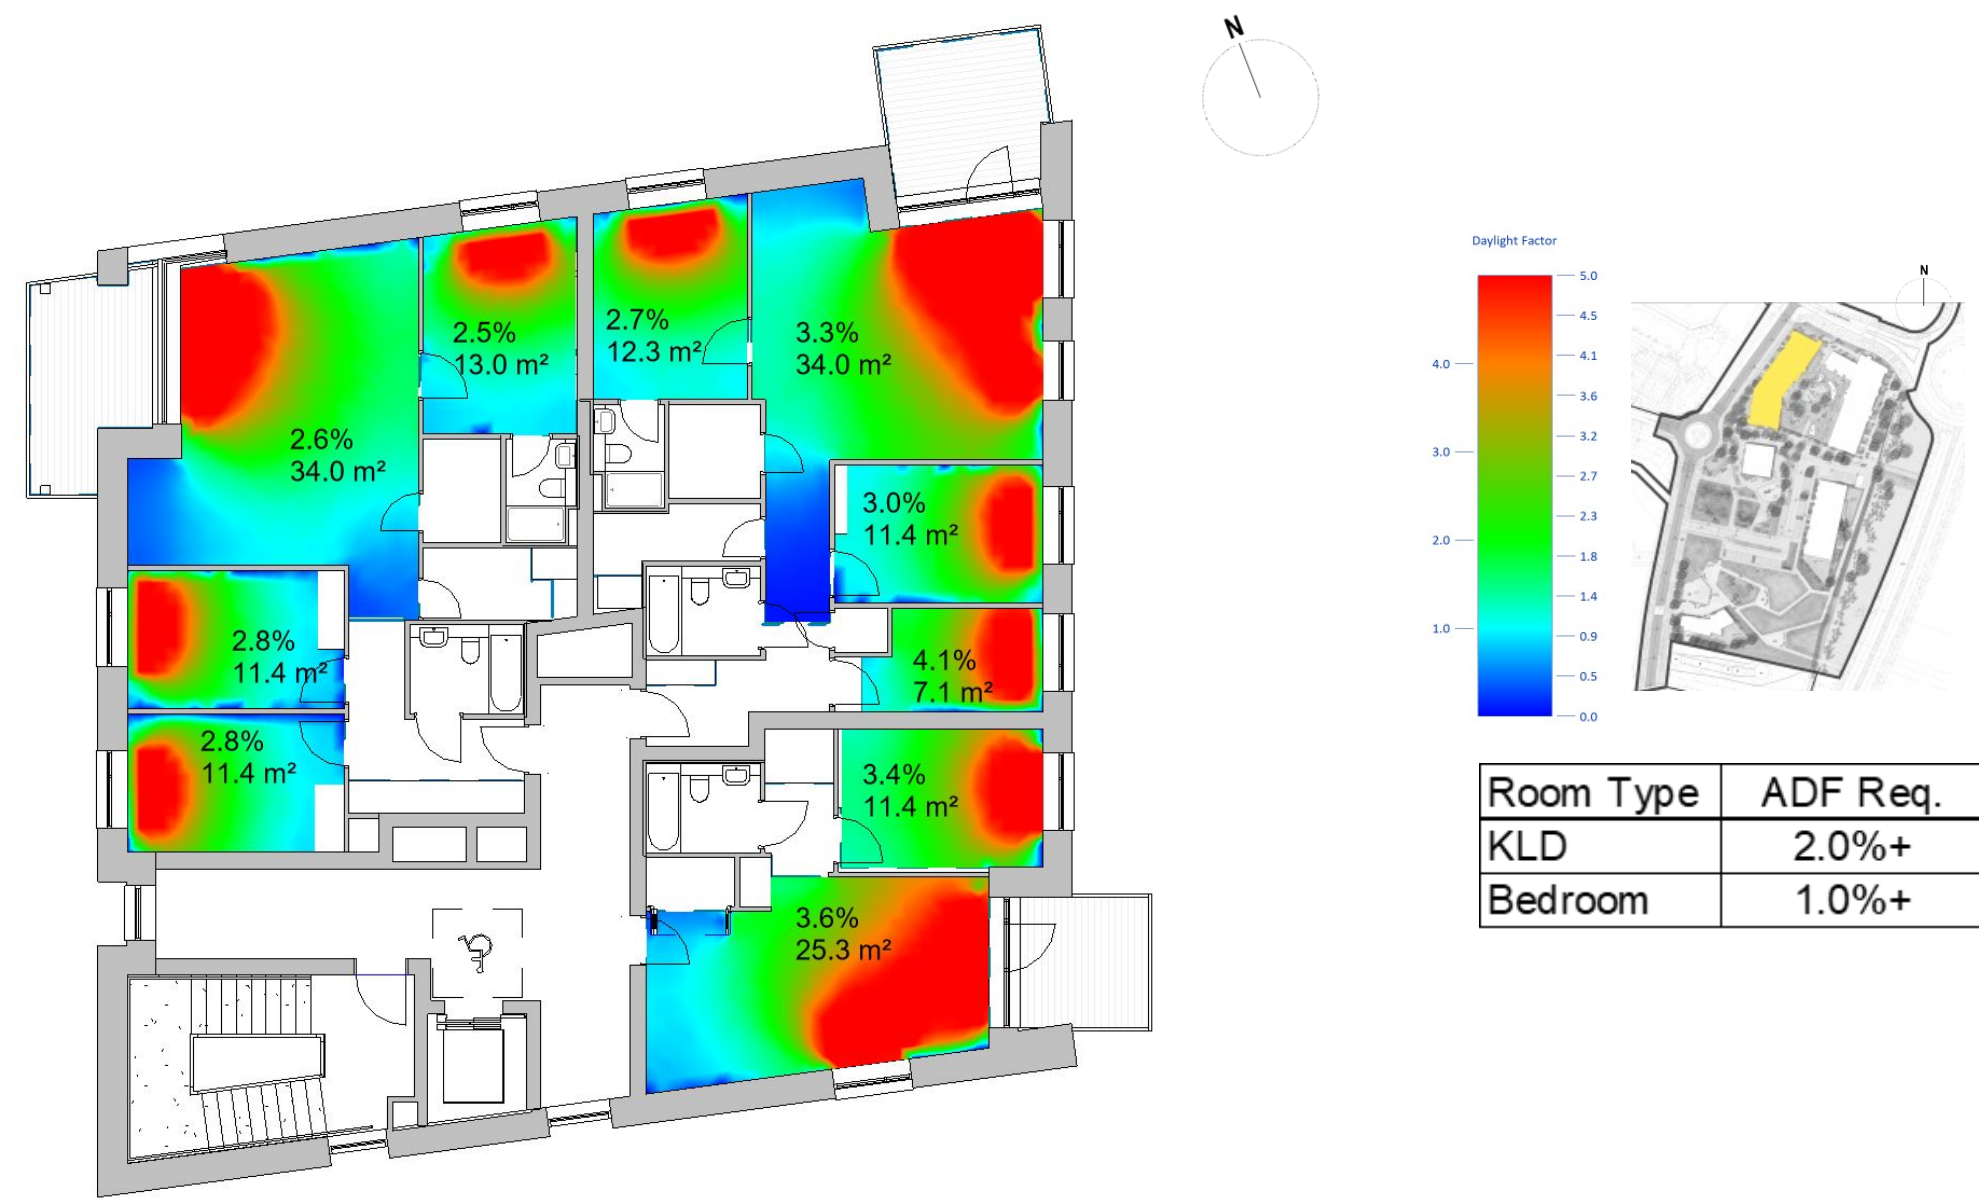 N
Daylight Factor
5.0
4.5
4.1
4.0
3.6
3.2
3.0
2.7
2.3
2.0
1.8
1.4
1.0
0.9
0.5
0.0
N
2.5%
13.0 m²
2.7%
12.3 m²
3.3%
34.0 m²
2.6%
34.0 m²
3.0%
11.4 m²
2.8%
11.4 m²
4.1%
7.1 m²
2.8%
11.4 m²
3.4%
11.4 m²
3.6%
25.3 m²
Room Type ADF Req.
KLD 2.0%+
Bedroom 1.0%+